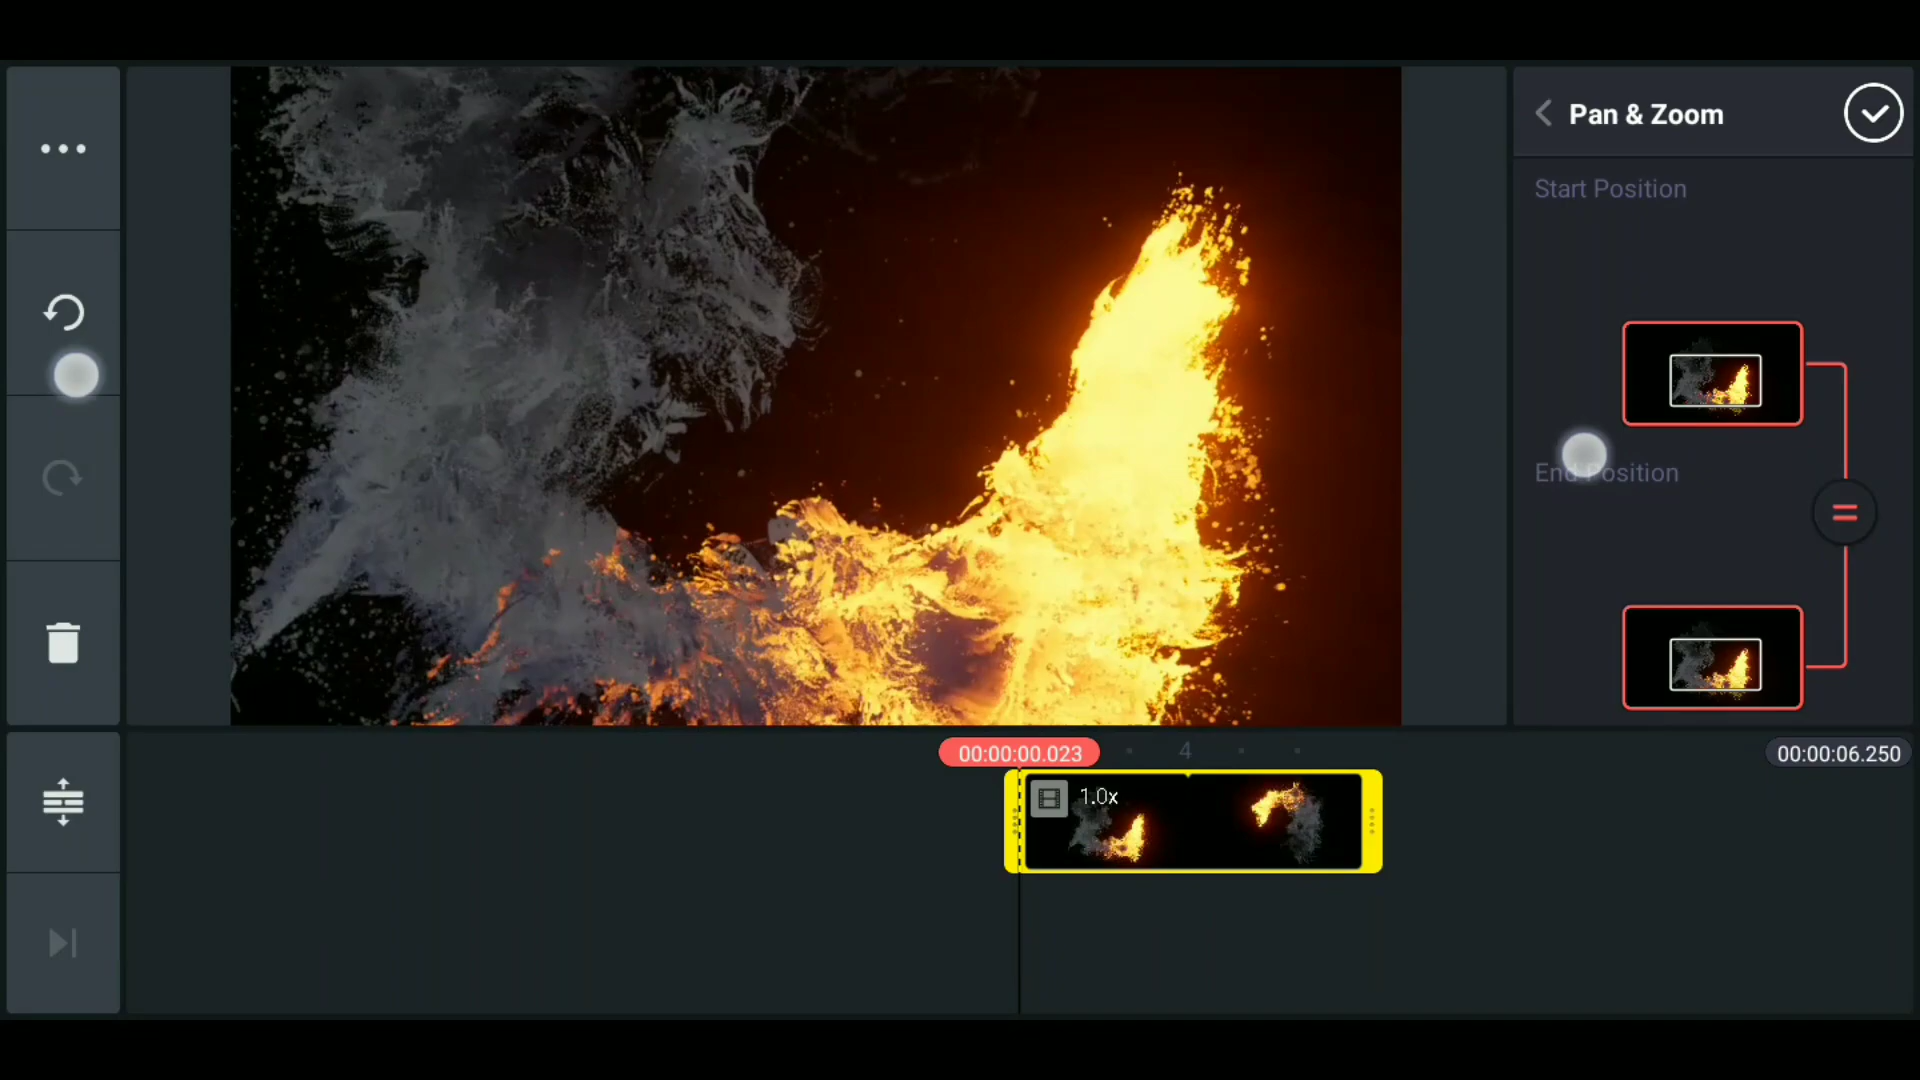 Pan & Zoom
Start Position
End Position
00:00:00.023
4
00:00:06.250
1.0x